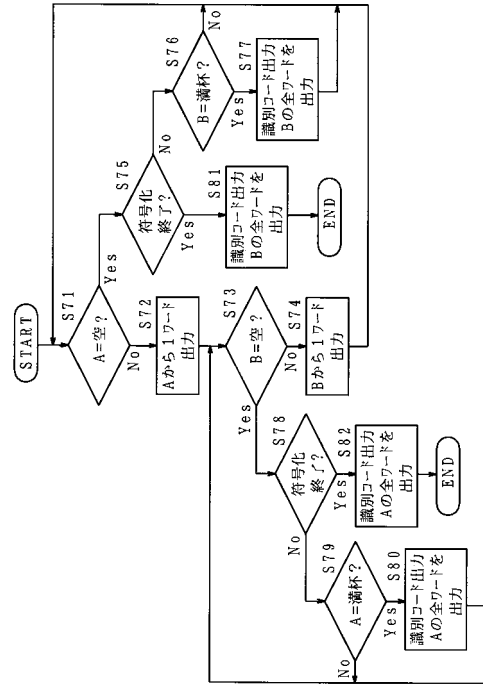 START
S71
A=空?
Yes
No
S72
Aから1ワード
出力
S73
B=空?
Yes
No
S74
Bから1ワード
出力
S75
符号化
終了?
No
Yes
S76
B=満杯?
No
Yes
S77
識別コード出力
Bの全ワードを
出力
S81
識別コード出力
Bの全ワードを
出力
END
S78
符号化
終了?
No
Yes
S82
識別コード出力
Aの全ワードを
出力
END
S79
A=満杯?
No
Yes
S80
識別コード出力
Aの全ワードを
出力